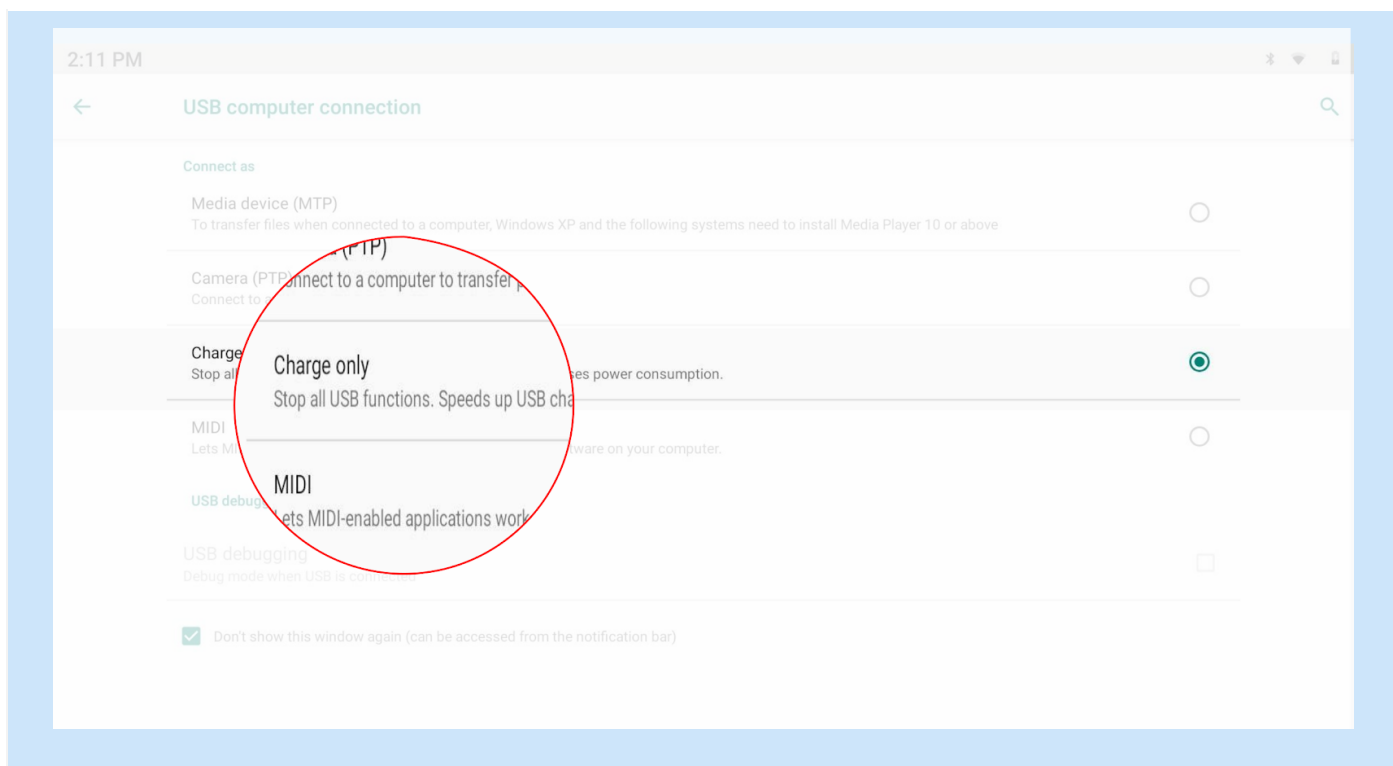 2:11 PM
USB computer connection
Connect as
Media device (MTP)
To transfer files when connected to a computer, Windows XP and the following systems need to install Media Player 10 or above
Camera (PTP)
Connect to
(PTP)
nnect to a computer to transfer
Charge
Stop all
ses power consumption.
Charge only
Stop all USB functions. Speeds up USB cha
MIDI
Lets MI
tware on your computer.
MIDI
Lets MIDI-enabled applications work
USB debugg
USB debugging
Debug mode when USB is connected
Don't show this window again (can be accessed from the notification bar)